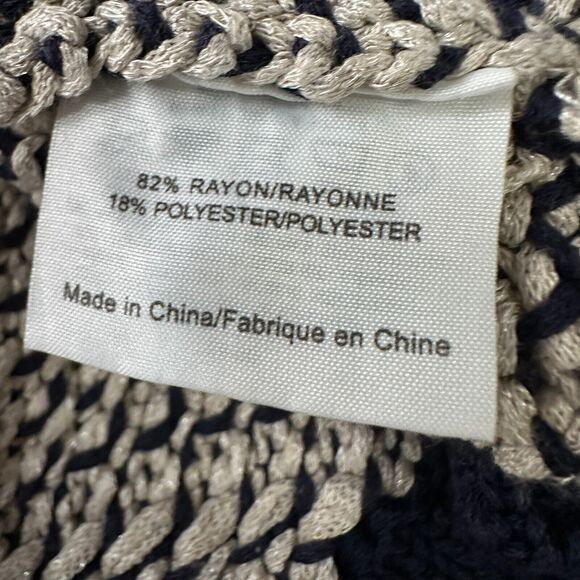 82% RAYON/RAYONNE
18% POLYESTER/POLYESTER
Made in China/Fabrique en Chine